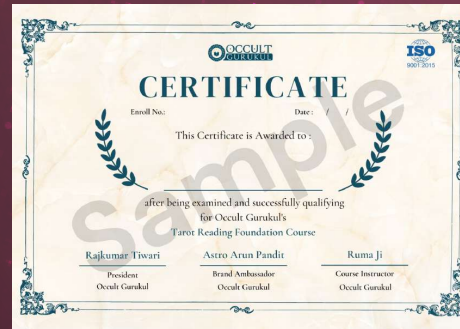 OCCULT
GURUKUL
ISO
9001:2015
CERTIFICATE
Enroll No.: Date : / /
This Certificate is Awarded to :
Sample
after being examined and successfully qualifying
for Occult Gurukul's
Tarot Reading Foundation Course
Rajkumar Tiwari Astro Arun Pandit Ruma Ji
President Brand Ambassador Course Instructor
Occult Gurukul Occult Gurukul Occult Gurukul